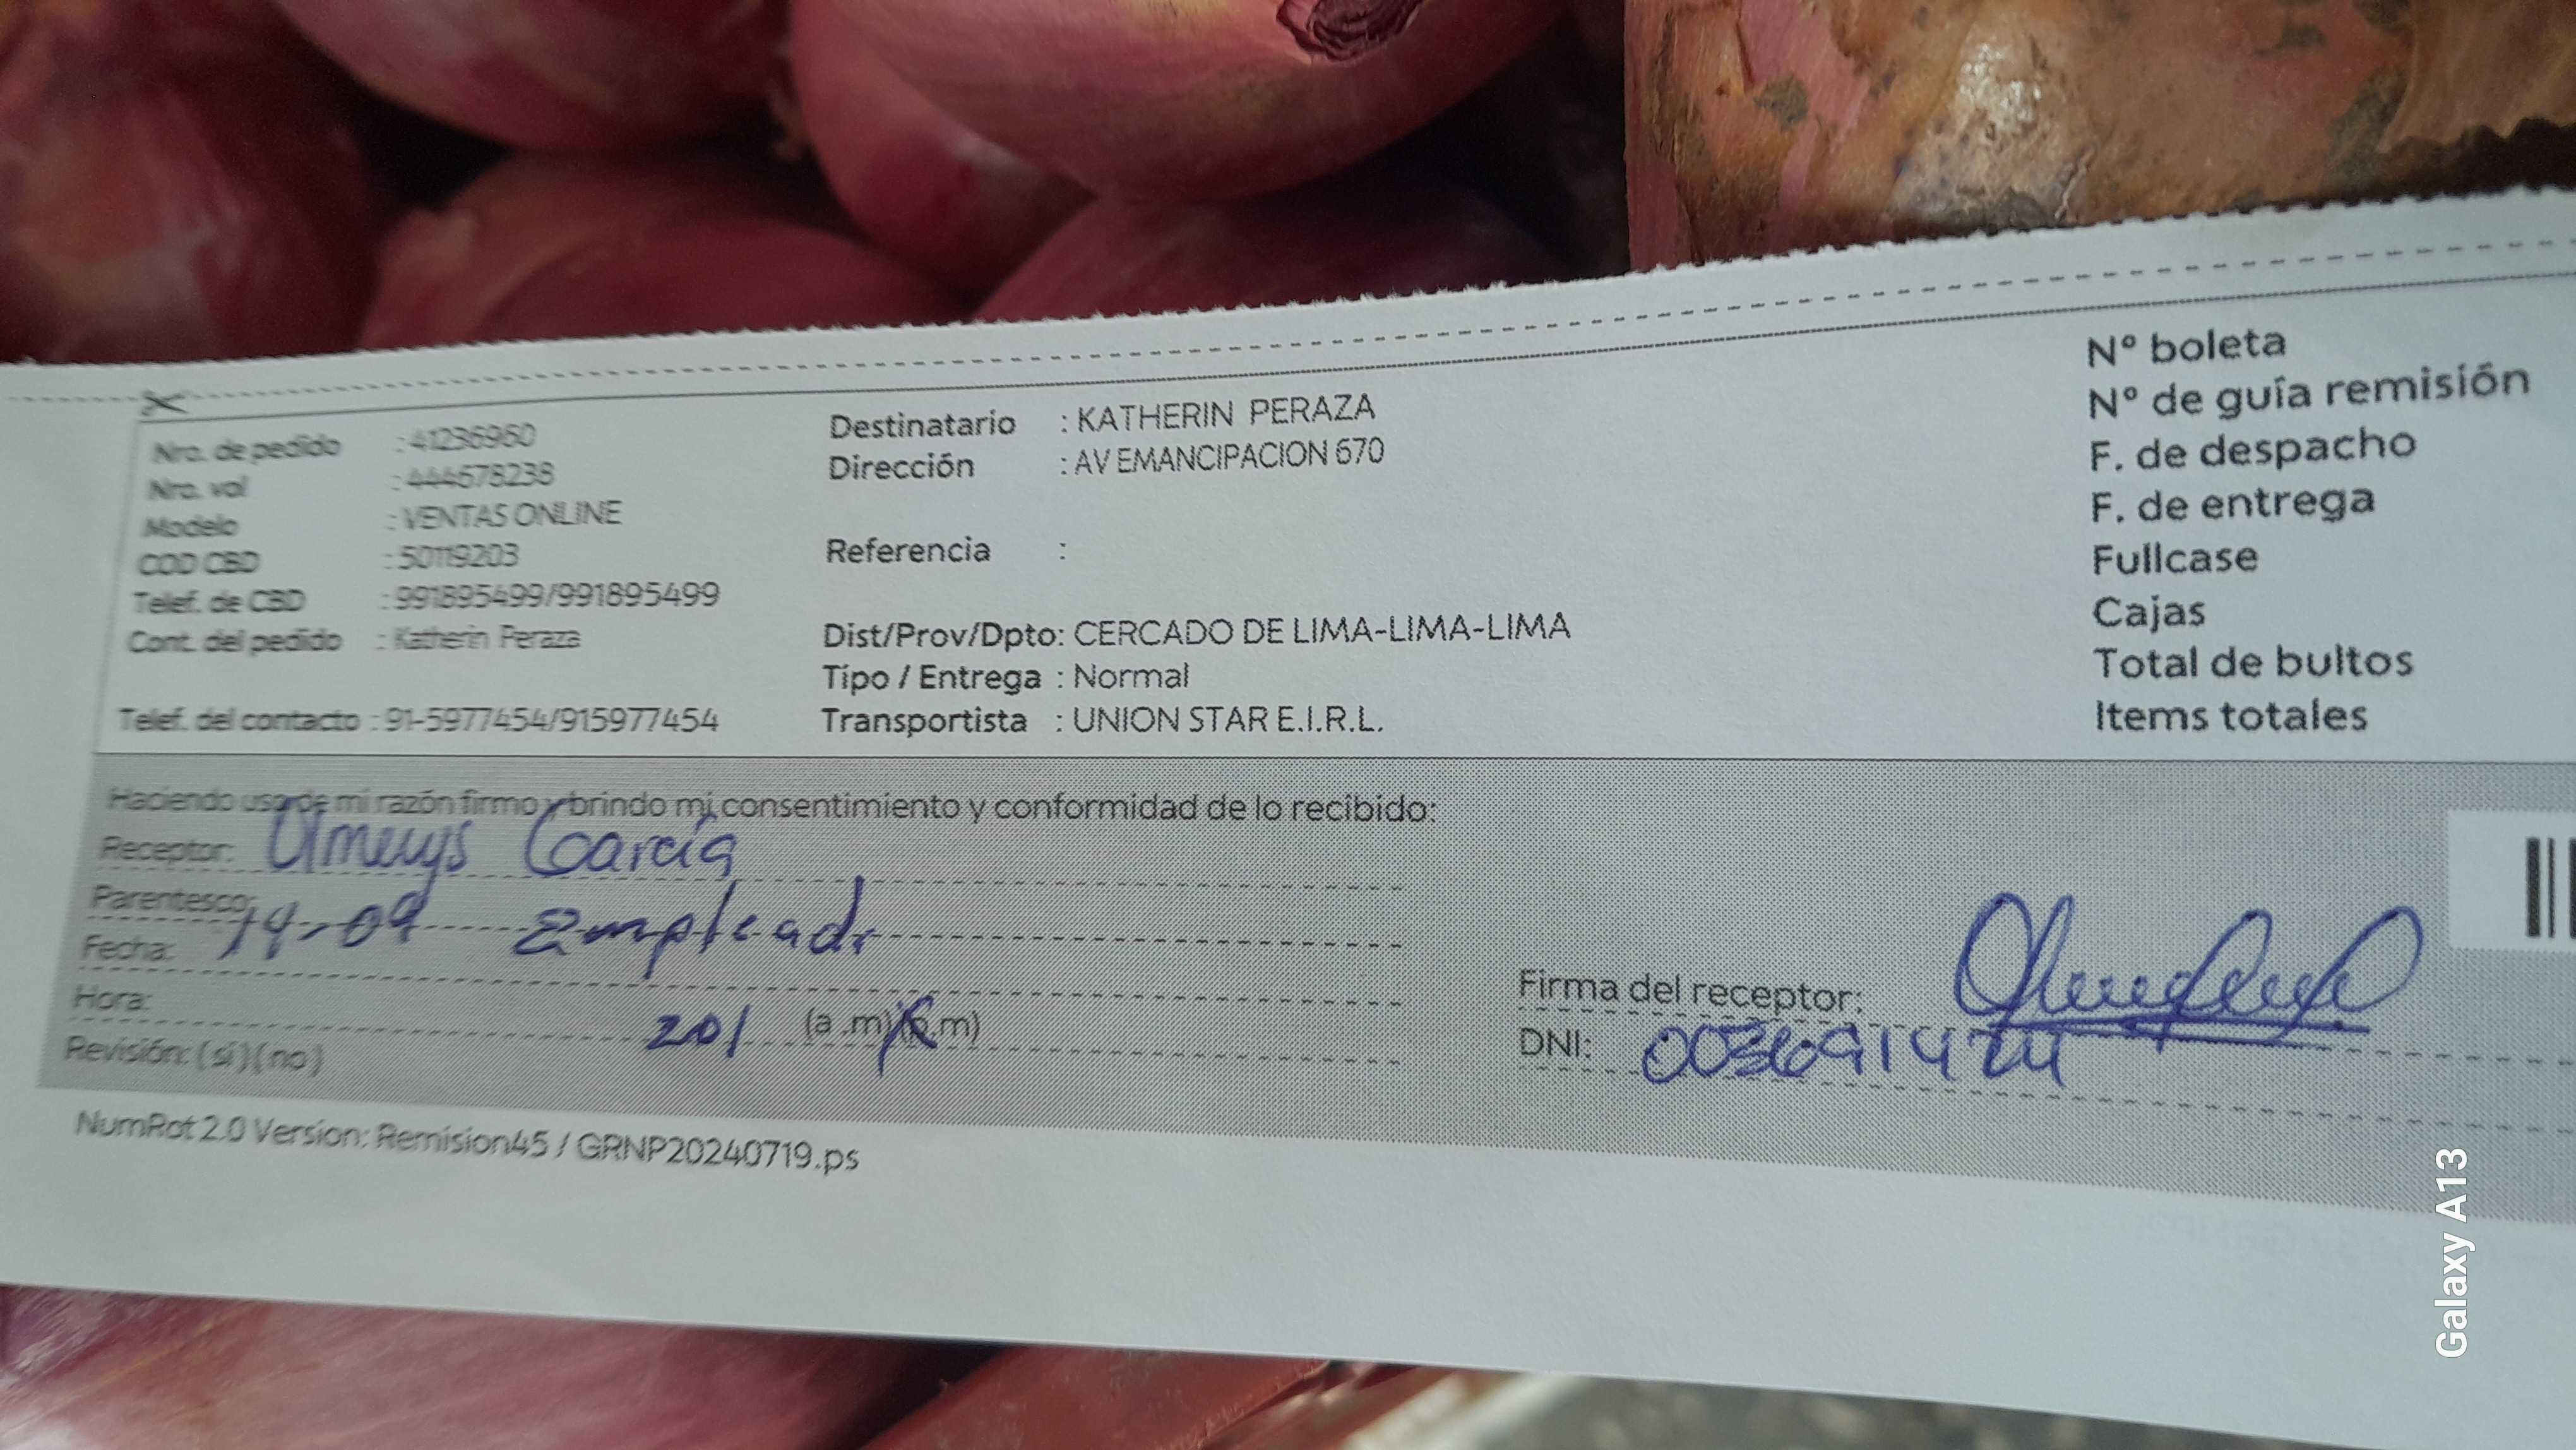 Nro. de pedido : 41236960
Nro. val : 444678238
Modelo : VENTAS ONLINE
COD CBD : 50119203
Telef. de CBD : 991895499/991895499
Cont. del pedido : Katherin Peraza
Telef. del contacto : 91-5977454/915977454
Destinatario : KATHERIN PERAZA
Dirección : AV EMANCIPACION 670
Referencia :
Dist/Prov/Dpto: CERCADO DE LIMA-LIMA-LIMA
Tipo / Entrega : Normal
Transportista : UNION STAR E.I.R.L.
Nº boleta
Nº de guía remisión
F. de despacho
F. de entrega
Fullcase
Cajas
Total de bultos
Items totales
Haciendo uso de mi razón firmo y brindo mi consentimiento y conformidad de lo recibido:
Receptor: García
Parentesco:
Fecha: 14-09 Empleado
Hora: 201 (a.m)(p.m)
Revisión: (si)(no)
Firma del receptor:
DNI:
NumRot 2.0 Version: Remision45 / GRNP20240719.ps
Galaxy A13